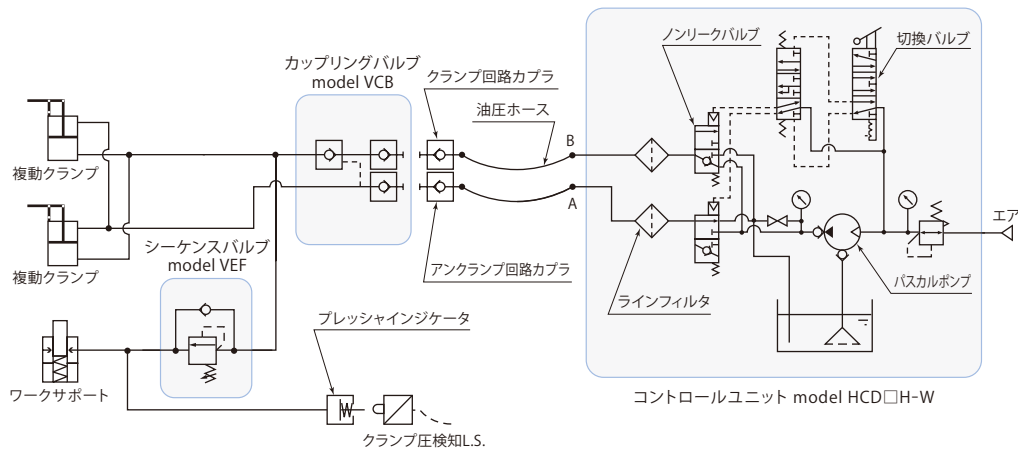 カップリングバルブ
model VCB
クランプ回路カプラ
油圧ホース
ノンリークバルブ
切換バルブ
B
複動クランプ
A
エア
複動クランプ
シーケンスバルブ
model VEF
アンクランプ回路カプラ
ラインフィルタ
パスカルポンプ
プレッシャインジケータ
ワークサポート
コントロールユニット model HCD□H-W
クランプ圧検知L.S.